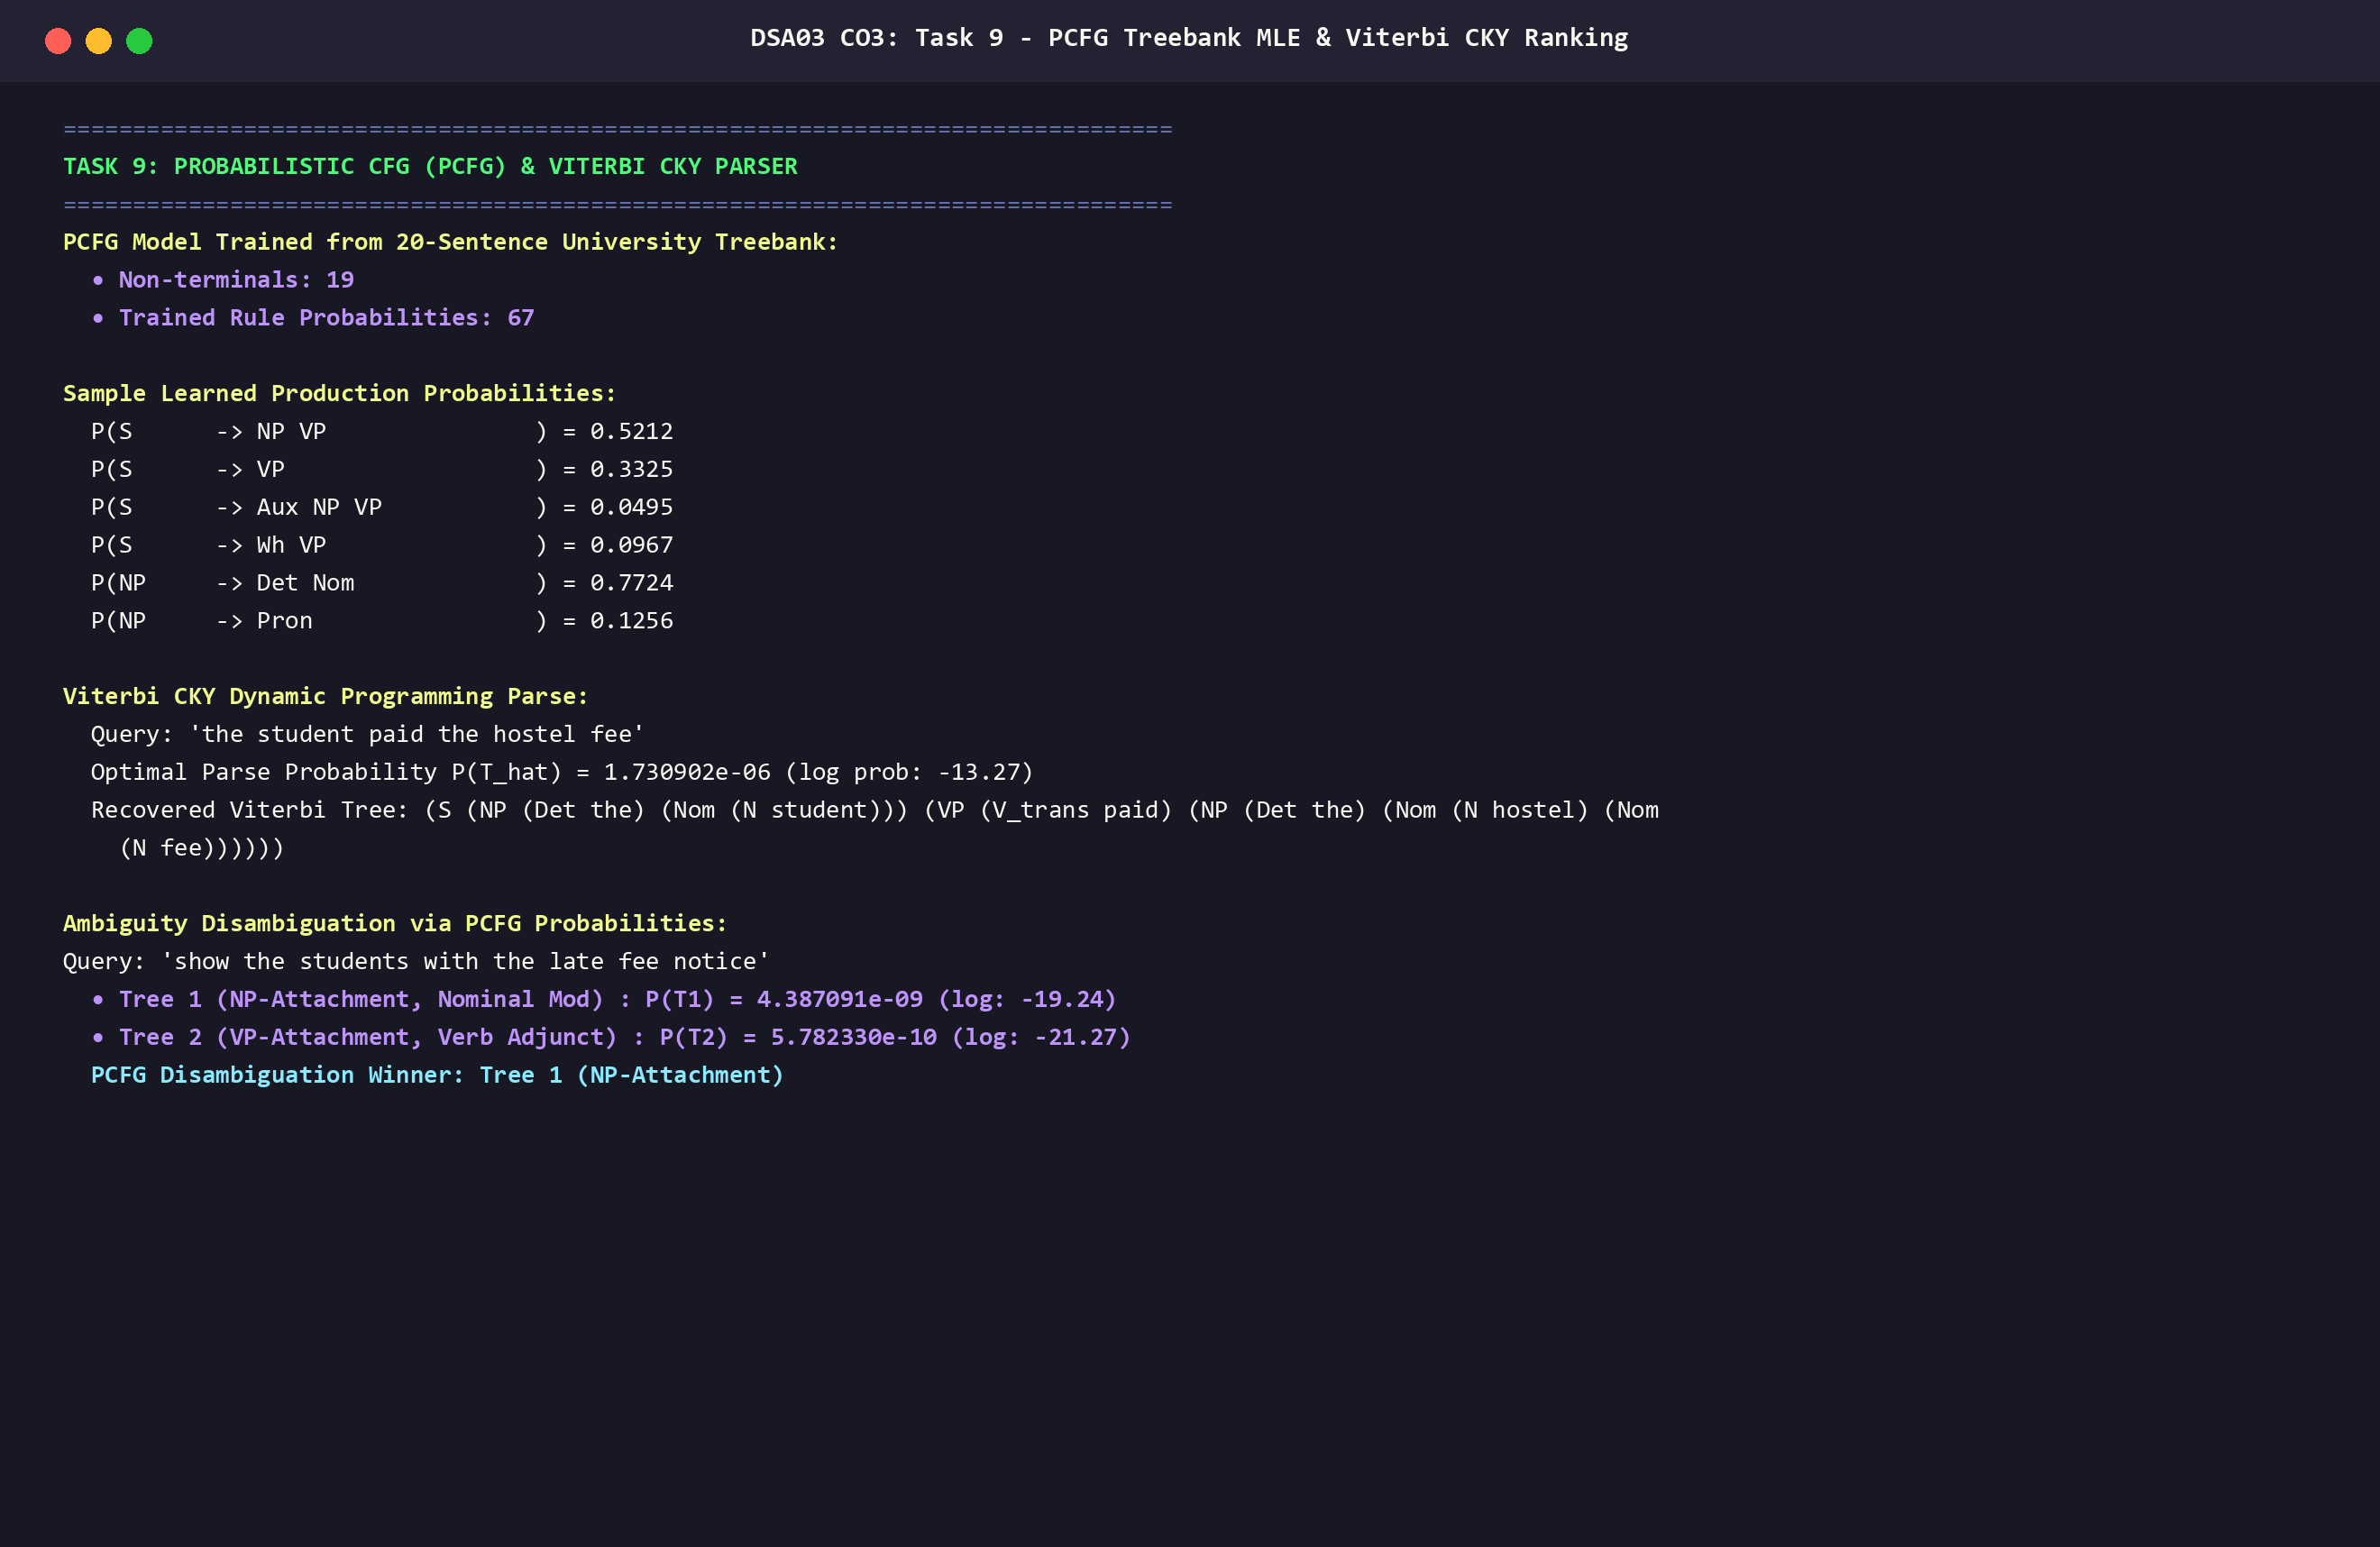 DSA03 CO3: Task 9 - PCFG Treebank MLE & Viterbi CKY Ranking
================================================================================
TASK 9: PROBABILISTIC CFG (PCFG) & VITERBI CKY PARSER
================================================================================
PCFG Model Trained from 20-Sentence University Treebank:
  • Non-terminals: 19
  • Trained Rule Probabilities: 67

Sample Learned Production Probabilities:
  P(S      -> NP VP               ) = 0.5212
  P(S      -> VP                  ) = 0.3325
  P(S      -> Aux NP VP           ) = 0.0495
  P(S      -> Wh VP               ) = 0.0967
  P(NP     -> Det Nom             ) = 0.7724
  P(NP     -> Pron                ) = 0.1256

Viterbi CKY Dynamic Programming Parse:
  Query: 'the student paid the hostel fee'
  Optimal Parse Probability P(T_hat) = 1.730902e-06 (log prob: -13.27)
  Recovered Viterbi Tree: (S (NP (Det the) (Nom (N student))) (VP (V_trans paid) (NP (Det the) (Nom (N hostel) (Nom
    (N fee))))))

Ambiguity Disambiguation via PCFG Probabilities:
Query: 'show the students with the late fee notice'
  • Tree 1 (NP-Attachment, Nominal Mod) : P(T1) = 4.387091e-09 (log: -19.24)
  • Tree 2 (VP-Attachment, Verb Adjunct) : P(T2) = 5.782330e-10 (log: -21.27)
  PCFG Disambiguation Winner: Tree 1 (NP-Attachment)